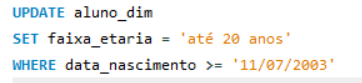 UPDATE aluno_dim
SET faixa_etaria = 'até 20 anos'
WHERE data_nascimento >= '11/07/2003'